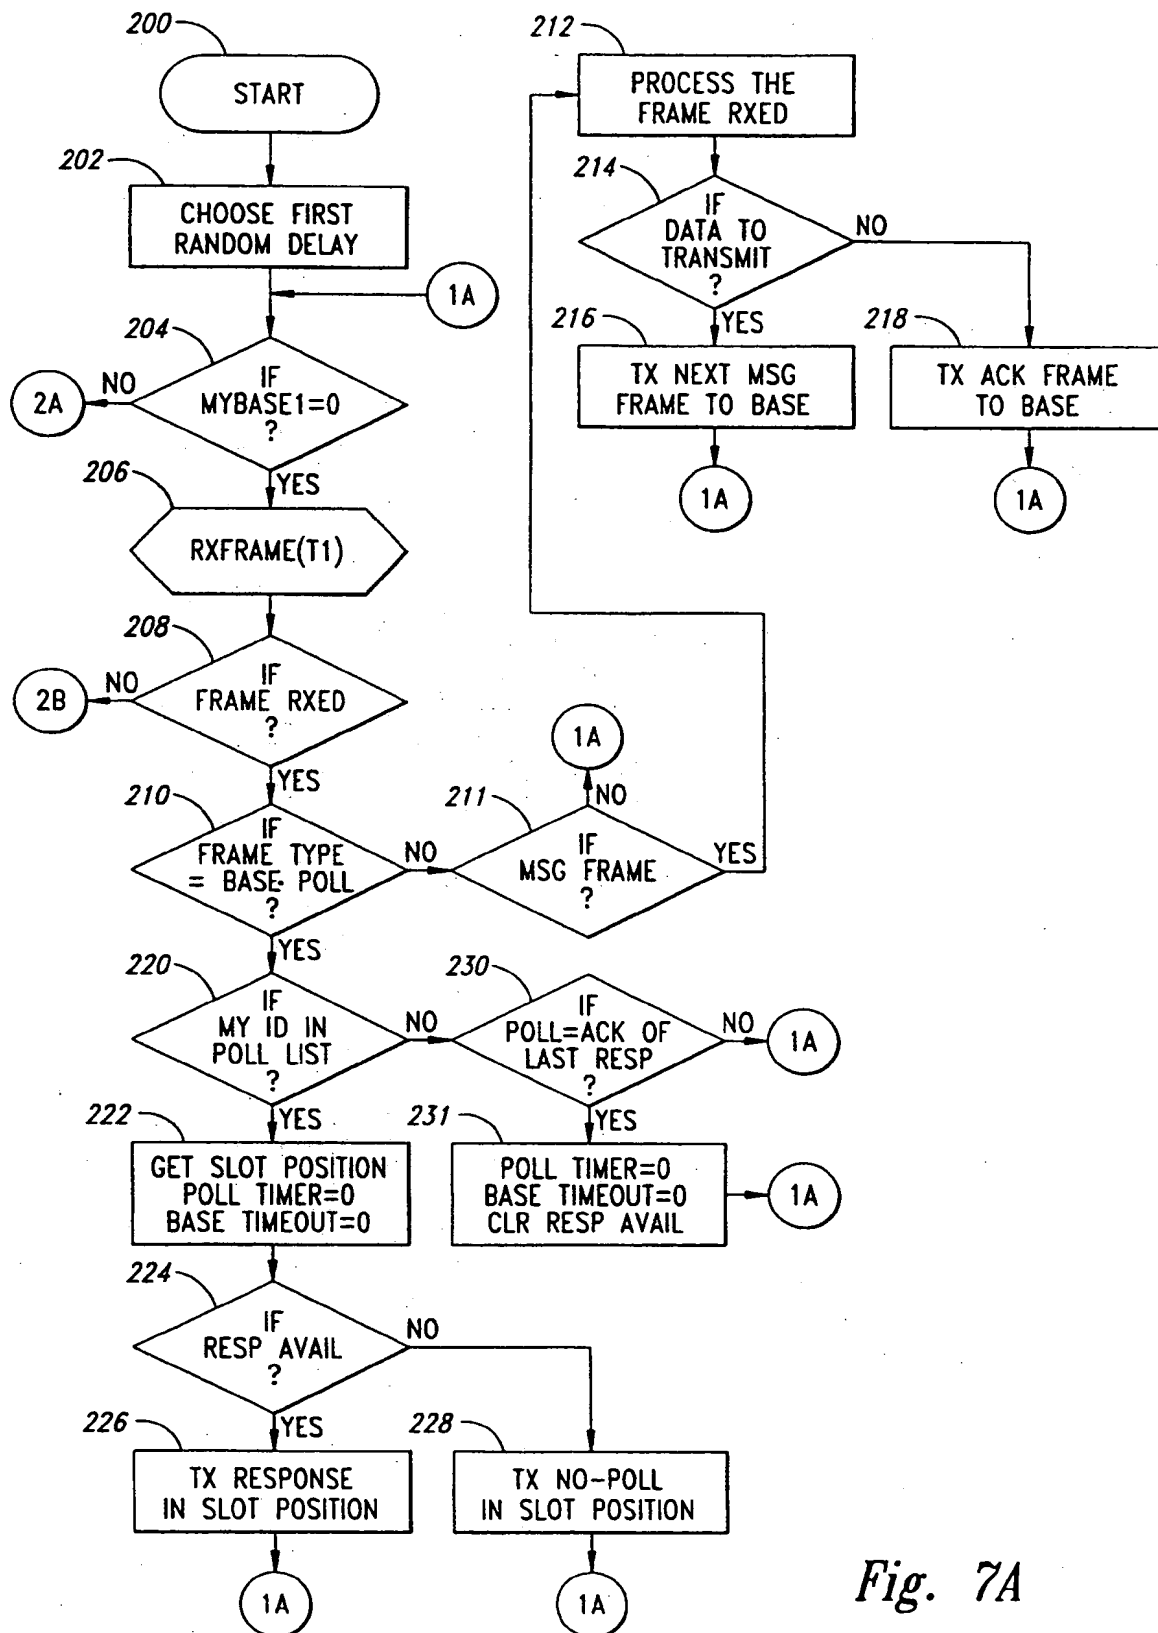 200
START
202
CHOOSE FIRST
RANDOM DELAY
1A
204
IF
MYBASE1=0
?
NO
2A
YES
206
RXFRAME(T1)
208
IF
FRAME RXED
?
NO
2B
YES
210
IF
FRAME TYPE
= BASE POLL
?
NO
211
IF
MSG FRAME
?
NO
1A
YES
212
PROCESS THE
FRAME RXED
214
IF
DATA TO
TRANSMIT
?
NO
YES
216
TX NEXT MSG
FRAME TO BASE
1A
218
TX ACK FRAME
TO BASE
1A
YES
220
IF
MY ID IN
POLL LIST
?
NO
230
IF
POLL=ACK OF
LAST RESP
?
NO
1A
YES
231
POLL TIMER=0
BASE TIMEOUT=0
CLR RESP AVAIL
1A
YES
222
GET SLOT POSITION
POLL TIMER=0
BASE TIMEOUT=0
224
IF
RESP AVAIL
?
NO
YES
226
TX RESPONSE
IN SLOT POSITION
1A
228
TX NO-POLL
IN SLOT POSITION
1A
Fig. 7A